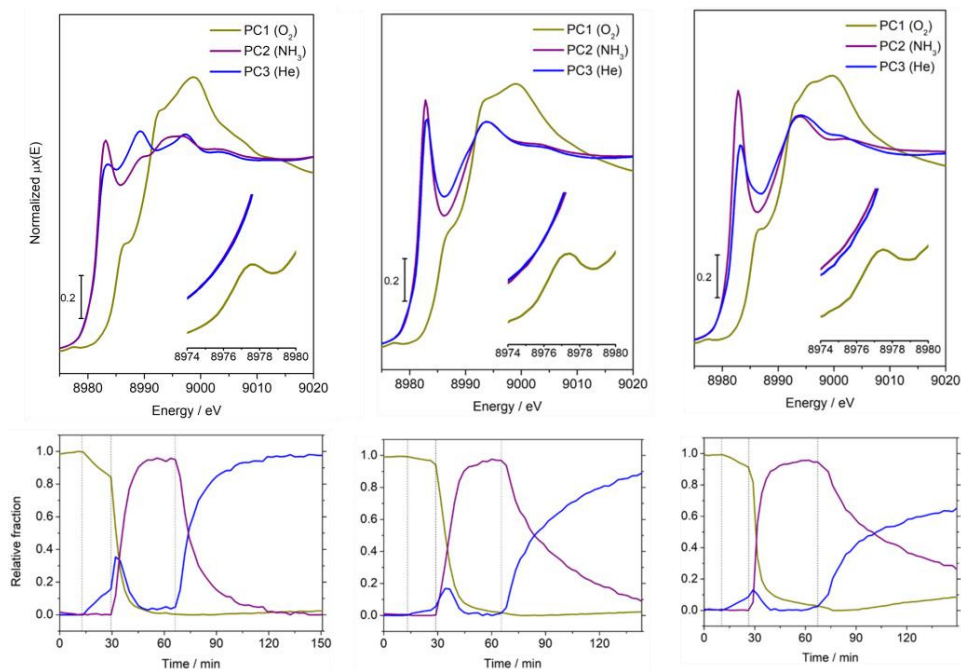 Normalized μx(E)
PC1 (O₂)
PC2 (NH₃)
PC3 (He)
0.2
8974 8976 8978 8980
8980 8990 9000 9010 9020
Energy / eV
PC1 (O₂)
PC2 (NH₃)
PC3 (He)
0.2
8974 8976 8978 8980
8980 8990 9000 9010 9020
Energy / eV
PC1 (O₂)
PC2 (NH₃)
PC3 (He)
0.2
8974 8976 8978 8980
8980 8990 9000 9010 9020
Energy / eV
Relative fraction
1.0
0.8
0.6
0.4
0.2
0.0
0 30 60 90 120 150
Time / min
1.0
0.8
0.6
0.4
0.2
0.0
0 30 60 90 120
Time / min
1.0
0.8
0.6
0.4
0.2
0.0
0 30 60 90 120
Time / min